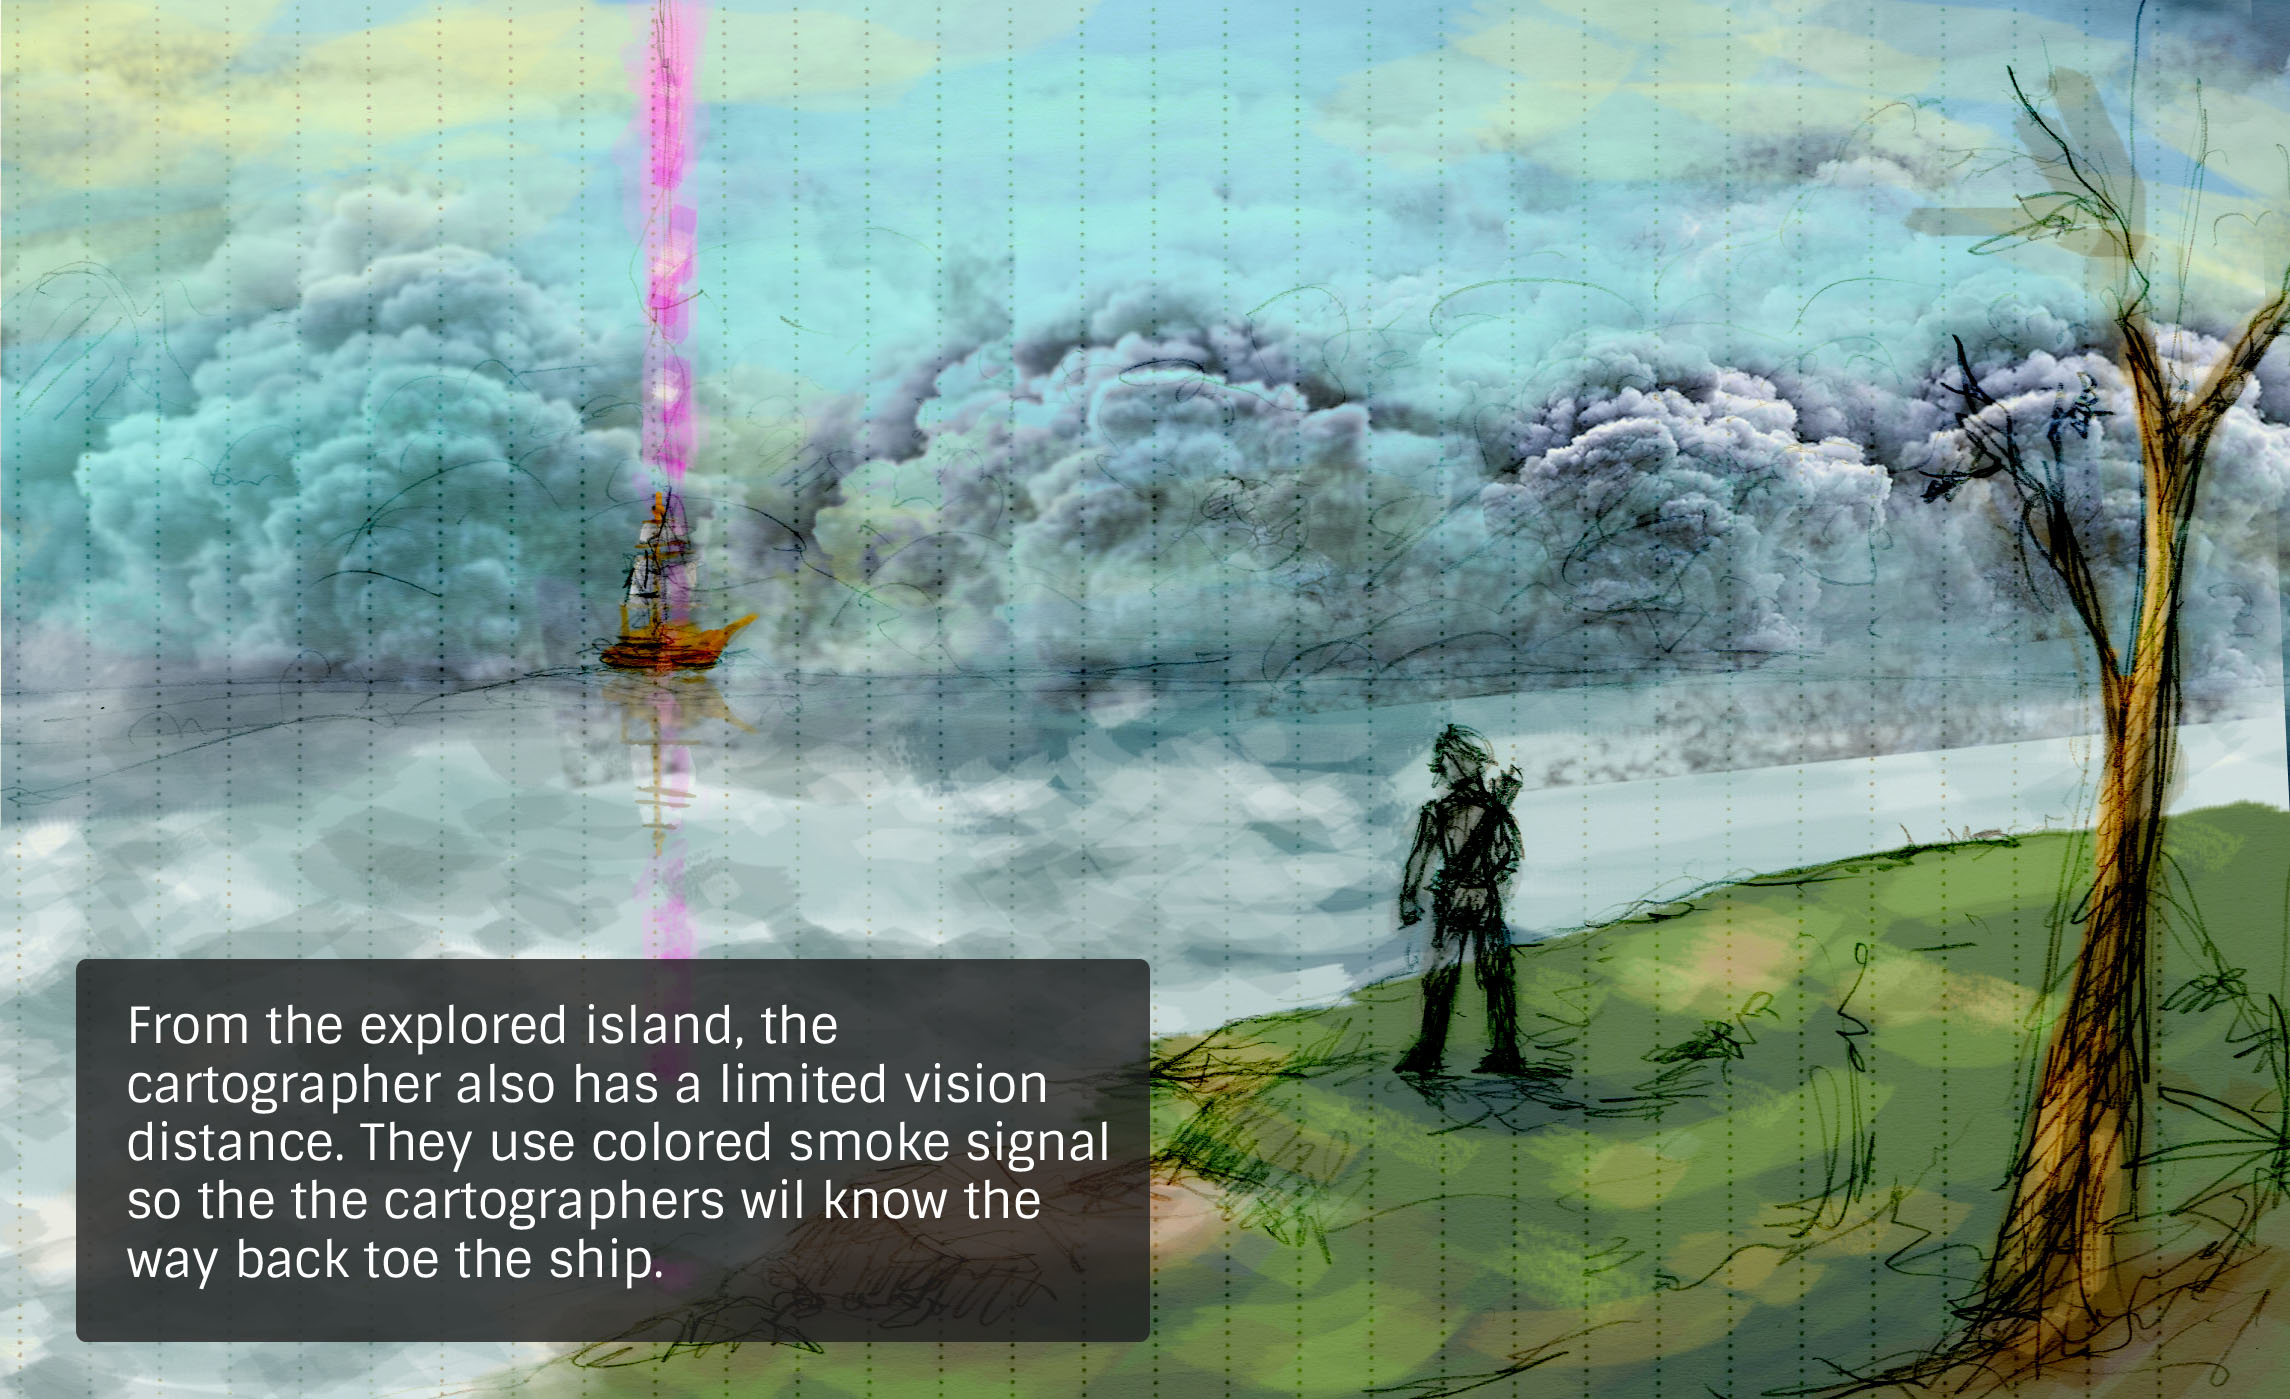 From the explored island, the
cartographer also has a limited vision
distance. They use colored smoke signal
so the the cartographers wil know the
way back toe the ship.